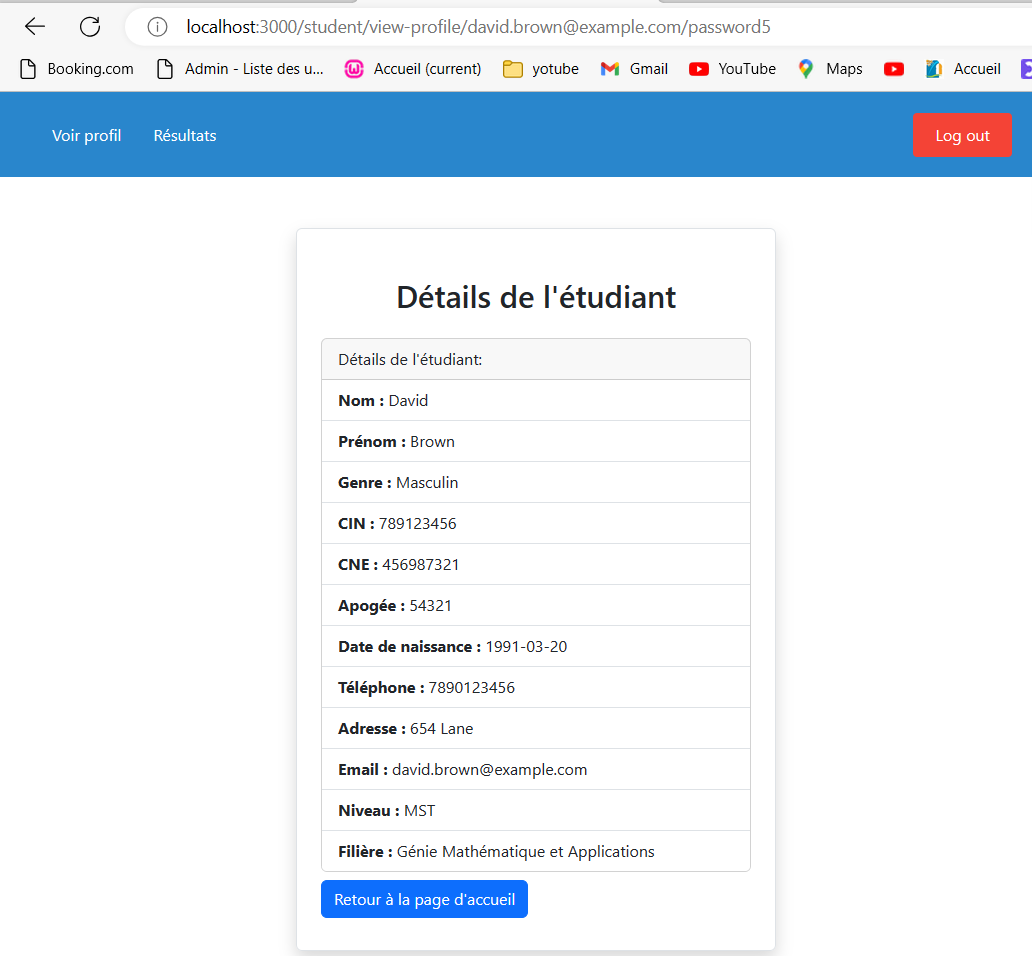 localhost:3000/student/view-profile/david.brown@example.com/password5
Booking.com Admin - Liste des u... Accueil (current) yotube Gmail YouTube Maps Accueil
Voir profil Résultats Log out
Détails de l'étudiant
Détails de l'étudiant:
Nom : David
Prénom : Brown
Genre : Masculin
CIN : 789123456
CNE : 456987321
Apogée : 54321
Date de naissance : 1991-03-20
Téléphone : 7890123456
Adresse : 654 Lane
Email : david.brown@example.com
Niveau : MST
Filière : Génie Mathématique et Applications
Retour à la page d'accueil